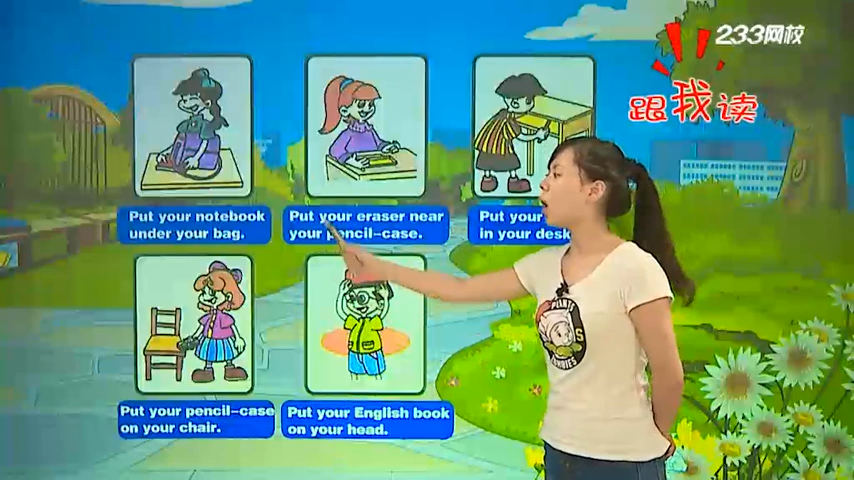 233网校
跟我读
Put your notebook
under your bag.
Put your eraser near
your pencil-case.
Put your
in your desk
Put your pencil-case
on your chair.
Put your English book
on your head.
PLANTS
ZOMBIES